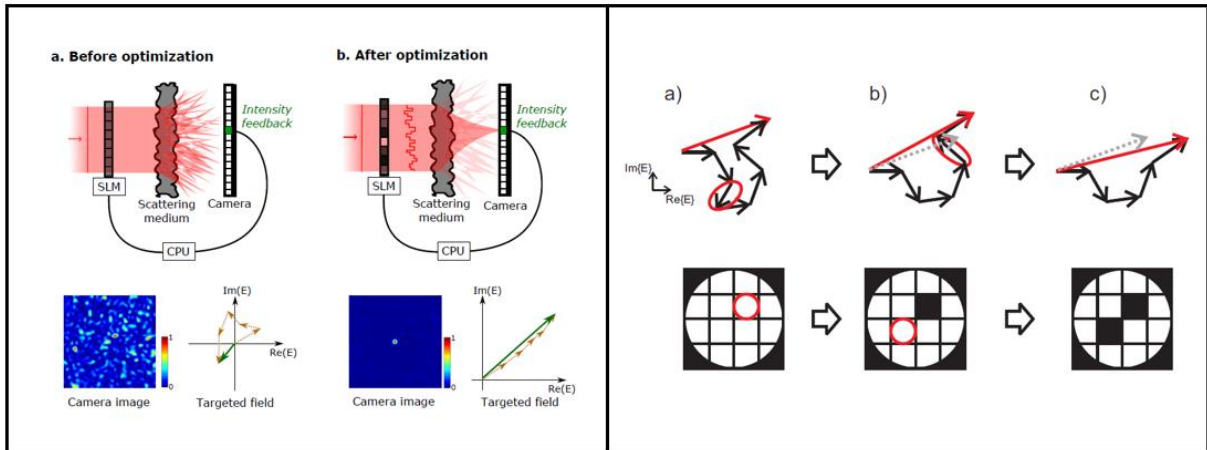 a. Before optimization
Intensity
feedback
SLM
Scattering
medium
Camera
CPU
Im(E)
Re(E)
1
0
Camera image
Targeted field
b. After optimization
Intensity
feedback
SLM
Scattering
medium
Camera
CPU
Im(E)
Re(E)
1
0
Camera image
Targeted field
a)
b)
c)
Im{E}
Re{E}